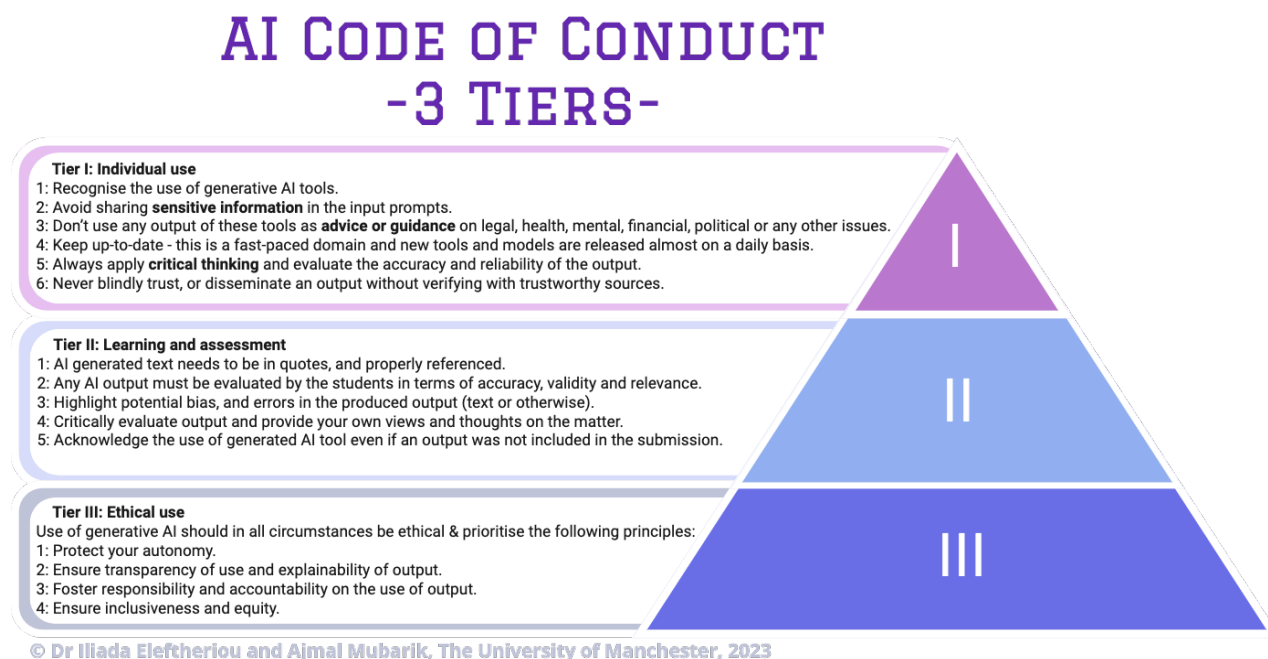 AI Code of Conduct
-3 Tiers-
Tier I: Individual use
1: Recognise the use of generative AI tools.
2: Avoid sharing sensitive information in the input prompts.
3: Don't use any output of these tools as advice or guidance on legal, health, mental, financial, political or any other issues.
4: Keep up-to-date - this is a fast-paced domain and new tools and models are released almost on a daily basis.
5: Always apply critical thinking and evaluate the accuracy and reliability of the output.
6: Never blindly trust, or disseminate an output without verifying with trustworthy sources.
I
Tier II: Learning and assessment
1: AI generated text needs to be in quotes, and properly referenced.
2: Any AI output must be evaluated by the students in terms of accuracy, validity and relevance.
3: Highlight potential bias, and errors in the produced output (text or otherwise).
4: Critically evaluate output and provide your own views and thoughts on the matter.
5: Acknowledge the use of generated AI tool even if an output was not included in the submission.
II
Tier III: Ethical use
Use of generative AI should in all circumstances be ethical & prioritise the following principles:
1: Protect your autonomy.
2: Ensure transparency of use and explainability of output.
3: Foster responsibility and accountability on the use of output.
4: Ensure inclusiveness and equity.
III
© Dr Iliada Eleftheriou and Ajmal Mubarik, The University of Manchester, 2023